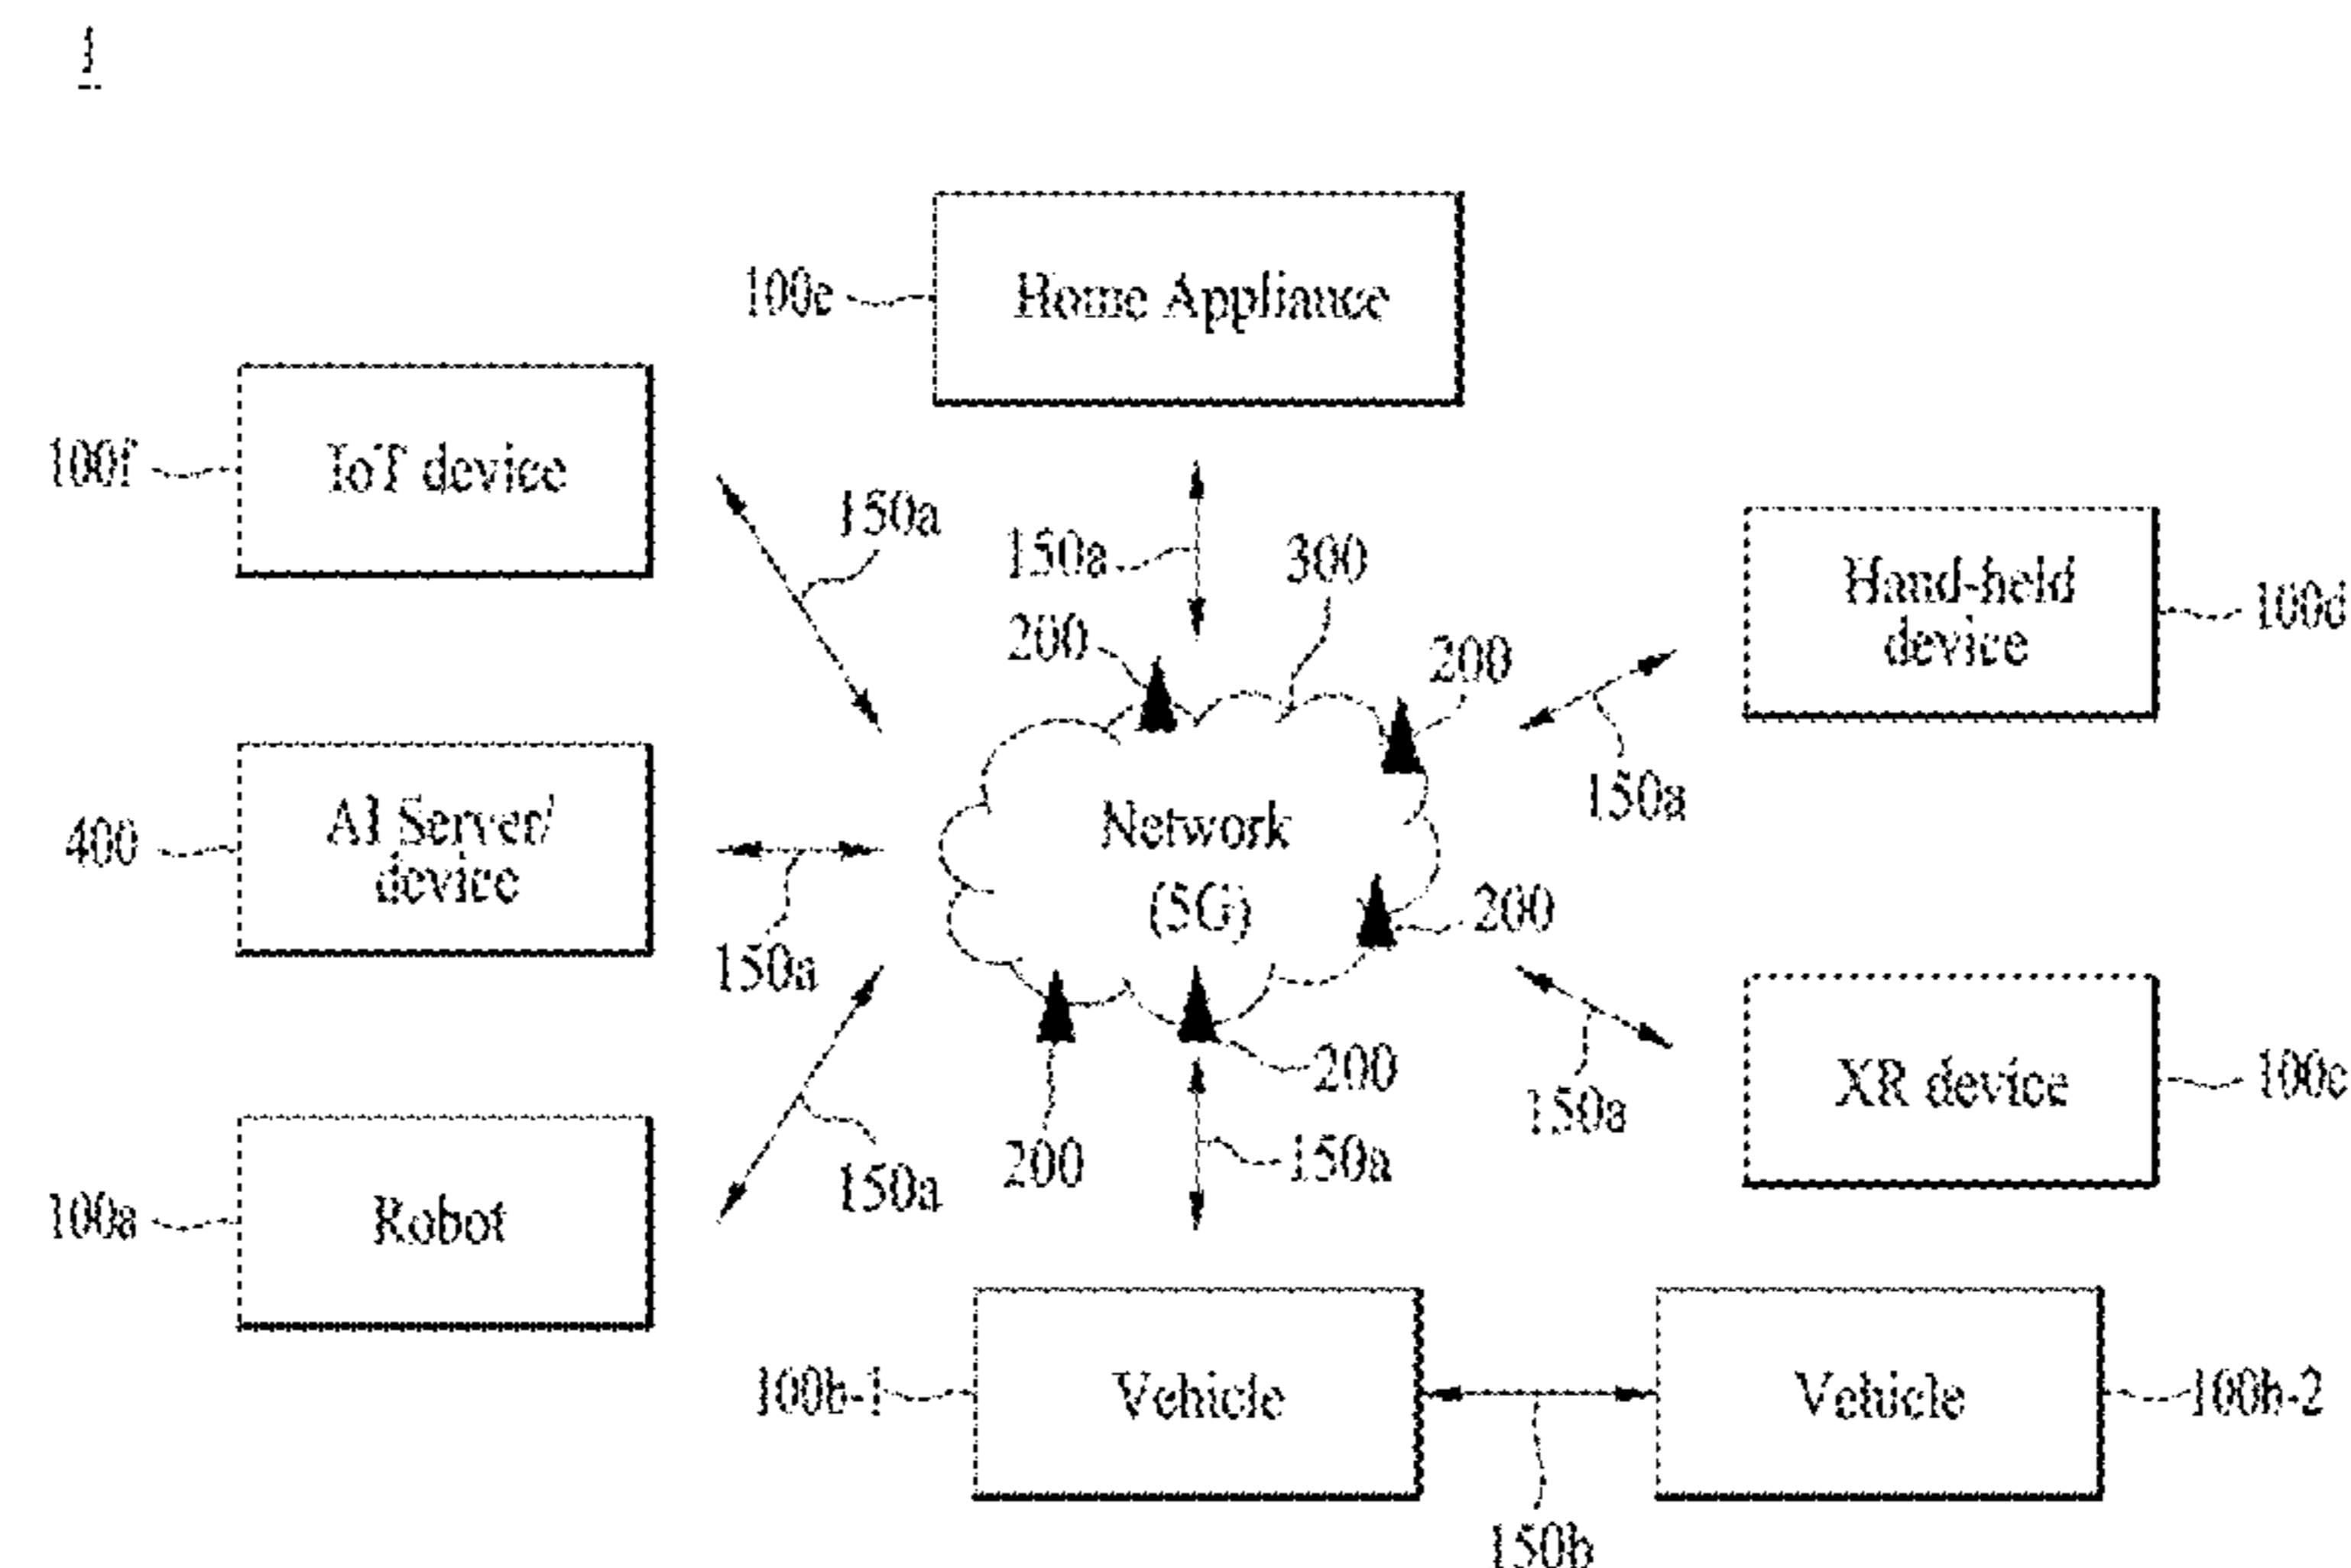 1
100e
Home Appliance
100f
IoT device
150a
150a
300
Hand-held
device
100d
200
200
150a
400
AI Server/
device
Network
(5G)
200
150a
XR device
100c
200
150a
200
150a
150a
100a
Robot
100b-1
Vehicle
Vehicle
100b-2
150b